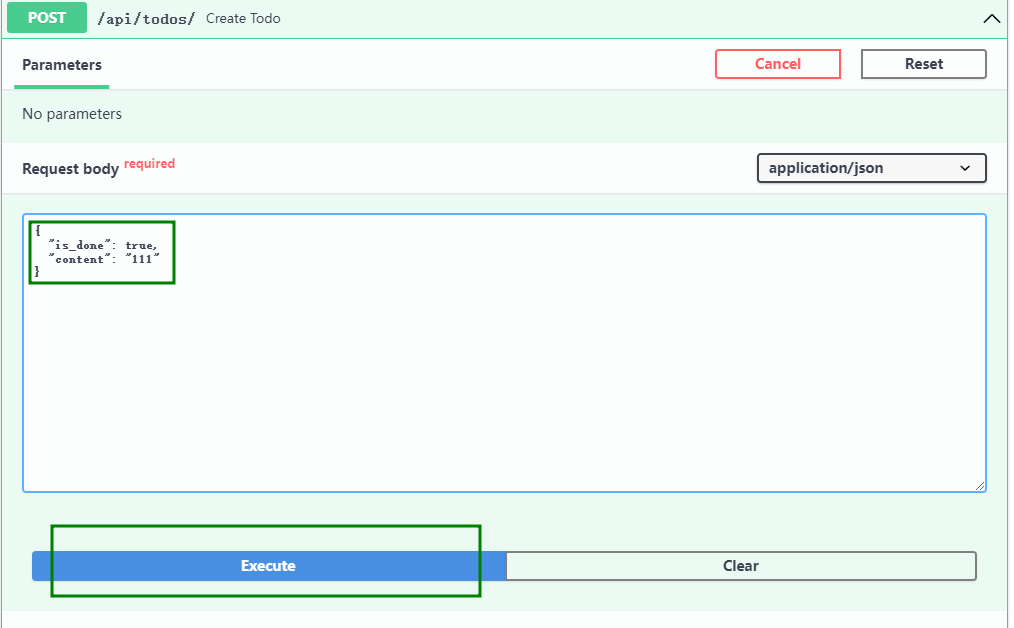 POST /api/todos/ Create Todo
Parameters Cancel Reset
No parameters
Request body required application/json
{
"is_done": true,
"content": "111"
}
Execute Clear